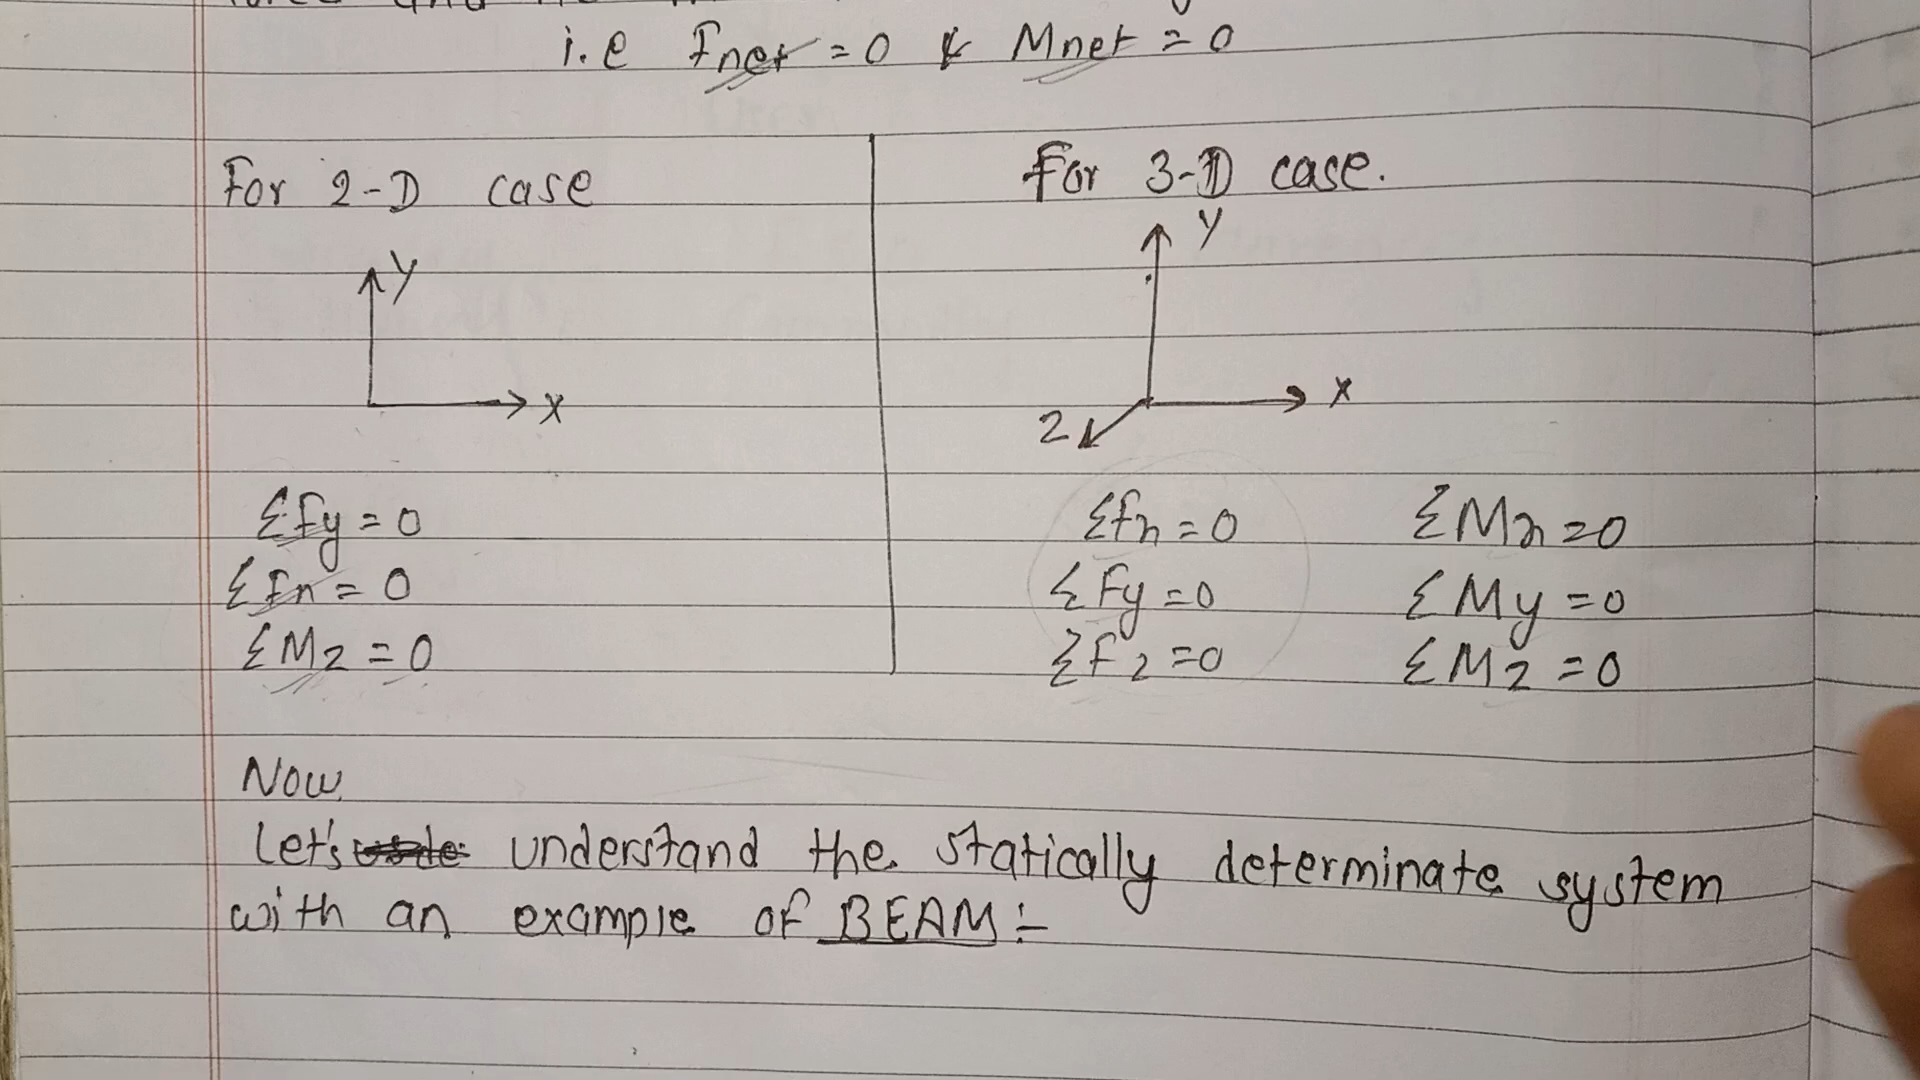 i.e Fnet = 0 & Mnet = 0
For 2-D case
Y
X
ΣFy = 0
ΣFx = 0
ΣMz = 0
For 3-D case.
Y
X
Z
ΣFx = 0 ΣMx = 0
ΣFy = 0 ΣMy = 0
ΣFz = 0 ΣMz = 0
Now
Let's understand the statically determinate system
with an example of BEAM :-